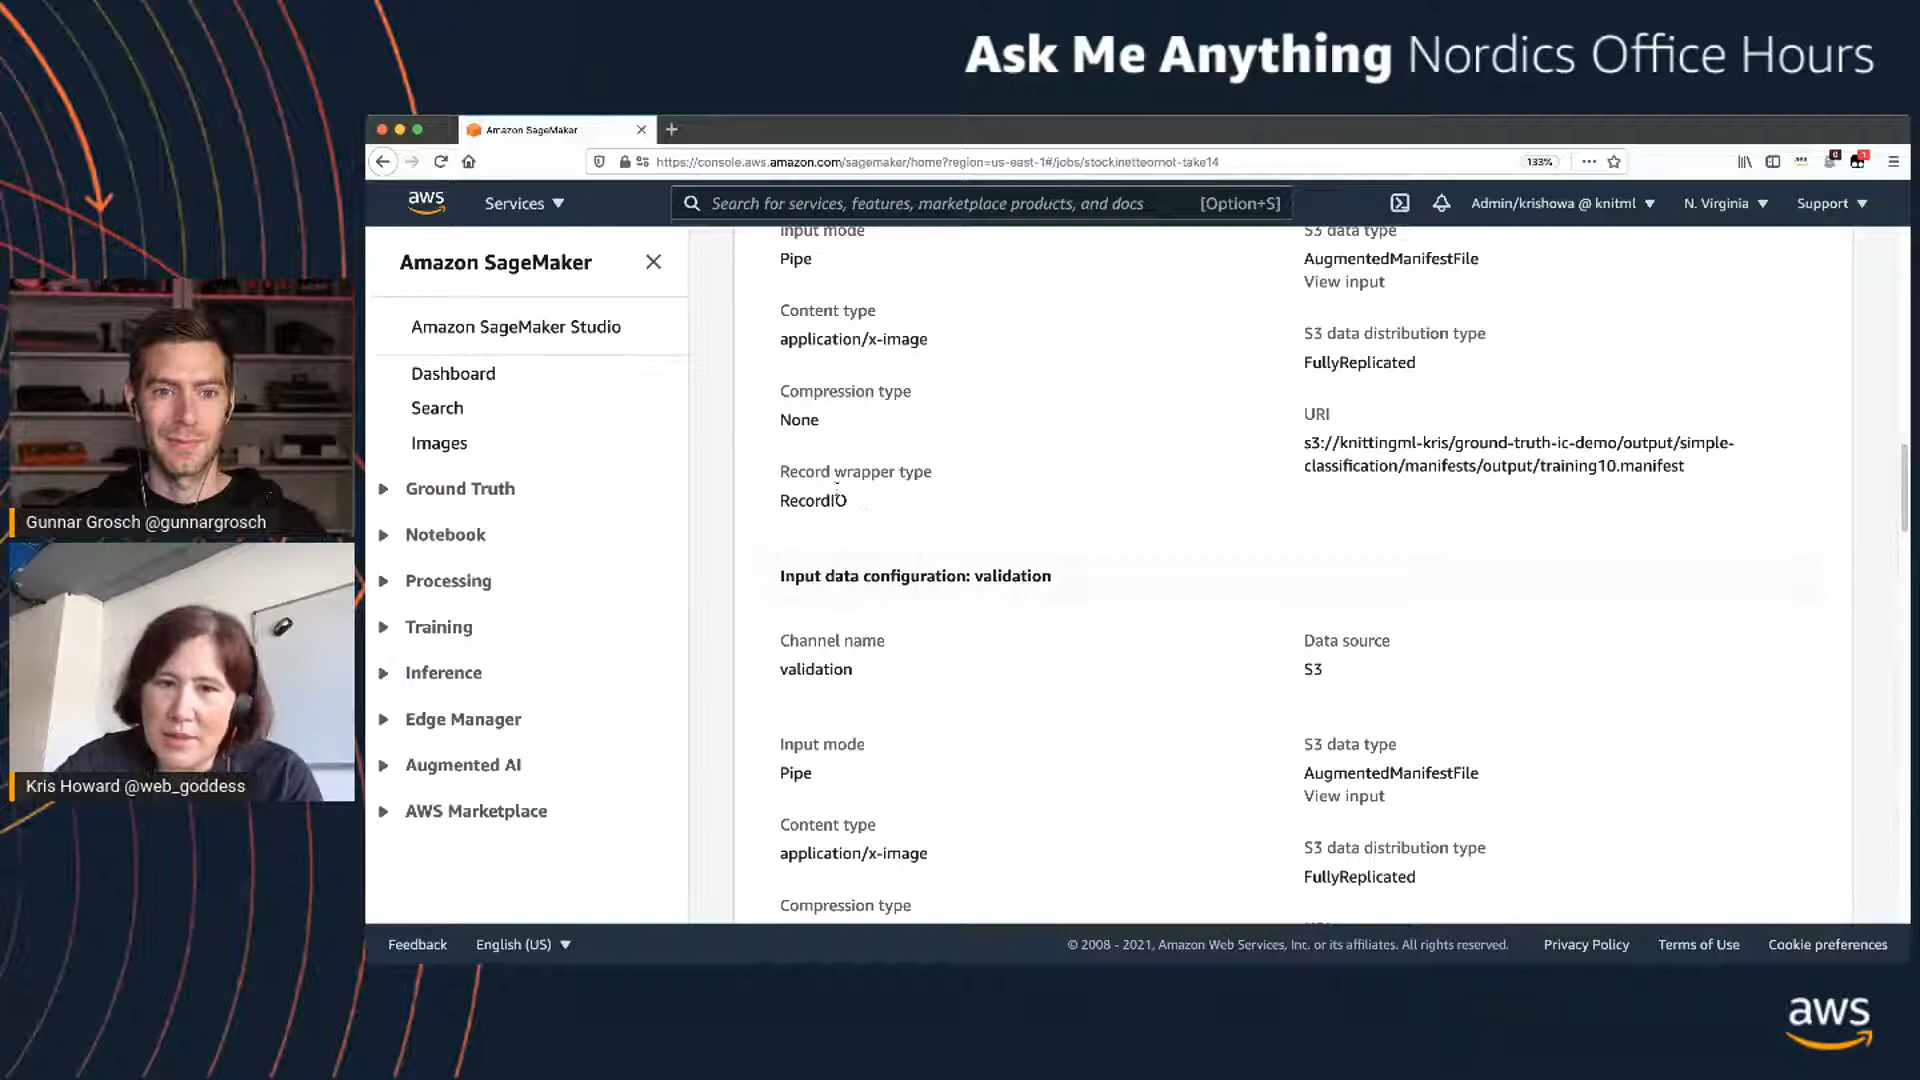 Ask Me Anything Nordics Office Hours
Amazon SageMaker
https://console.aws.amazon.com/sagemaker/home?region=us-east-1#/jobs/stockinetteornot-take14
133%
aws
Services
Search for services, features, marketplace products, and docs
[Option+S]
Admin/krishowa @ knitml
N. Virginia
Support
Amazon SageMaker
Amazon SageMaker Studio
Dashboard
Search
Images
Ground Truth
Notebook
Processing
Training
Inference
Edge Manager
Augmented AI
AWS Marketplace
Input mode
Pipe
Content type
application/x-image
Compression type
None
Record wrapper type
RecordIO
S3 data type
AugmentedManifestFile
View input
S3 data distribution type
FullyReplicated
URI
s3://knittingml-kris/ground-truth-ic-demo/output/simple-
classification/manifests/output/training10.manifest
Input data configuration: validation
Channel name
validation
Data source
S3
Input mode
Pipe
S3 data type
AugmentedManifestFile
View input
Content type
application/x-image
S3 data distribution type
FullyReplicated
Compression type
Feedback
English (US)
© 2008 - 2021, Amazon Web Services, Inc. or its affiliates. All rights reserved.
Privacy Policy
Terms of Use
Cookie preferences
Gunnar Grosch @gunnargrosch
Kris Howard @web_goddess
aws